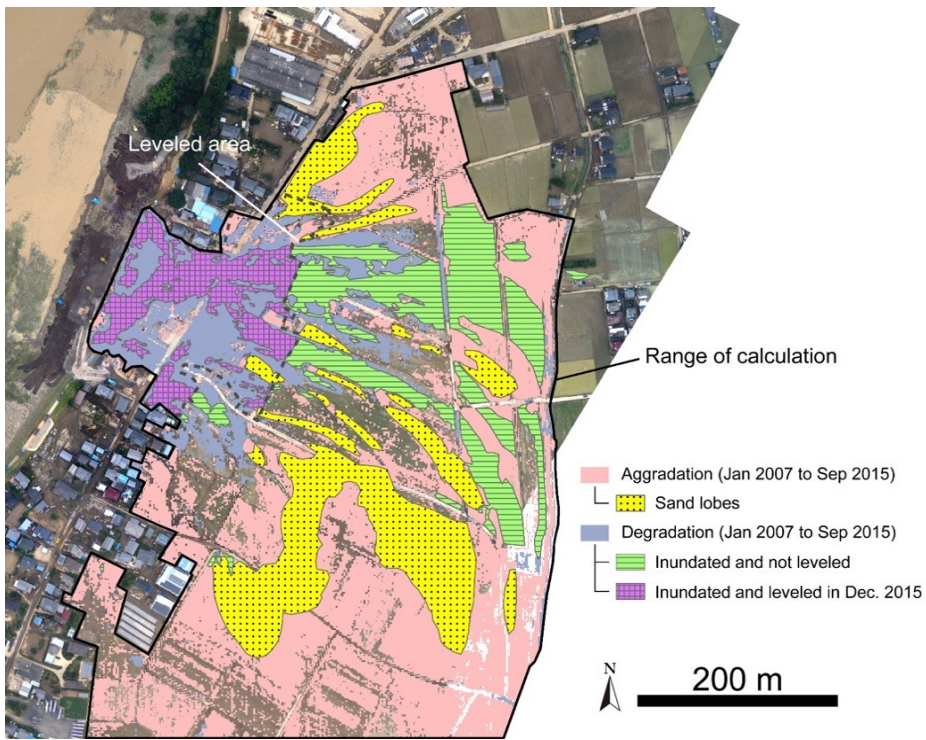 Leveled area
Range of calculation
Aggradation (Jan 2007 to Sep 2015)
Sand lobes
Degradation (Jan 2007 to Sep 2015)
Inundated and not leveled
Inundated and leveled in Dec. 2015
N
200 m